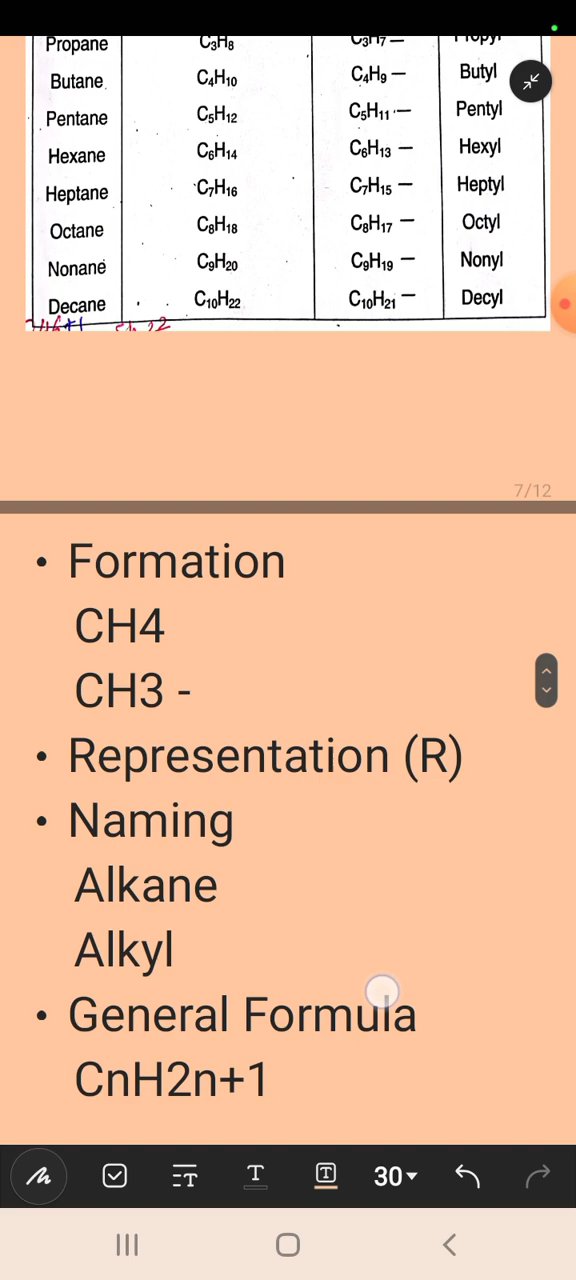 Propane C₃H₈ C₃H₇— Propyl
Butane C₄H₁₀ C₄H₉ — Butyl
Pentane C₅H₁₂ C₅H₁₁ — Pentyl
Hexane C₆H₁₄ C₆H₁₃ — Hexyl
Heptane C₇H₁₆ C₇H₁₅ — Heptyl
Octane C₈H₁₈ C₈H₁₇ — Octyl
Nonane C₉H₂₀ C₉H₁₉ — Nonyl
Decane C₁₀H₂₂ C₁₀H₂₁ — Decyl
7/12
• Formation
CH4
CH3 -
• Representation (R)
• Naming
Alkane
Alkyl
• General Formula
CnH2n+1
T T T 30